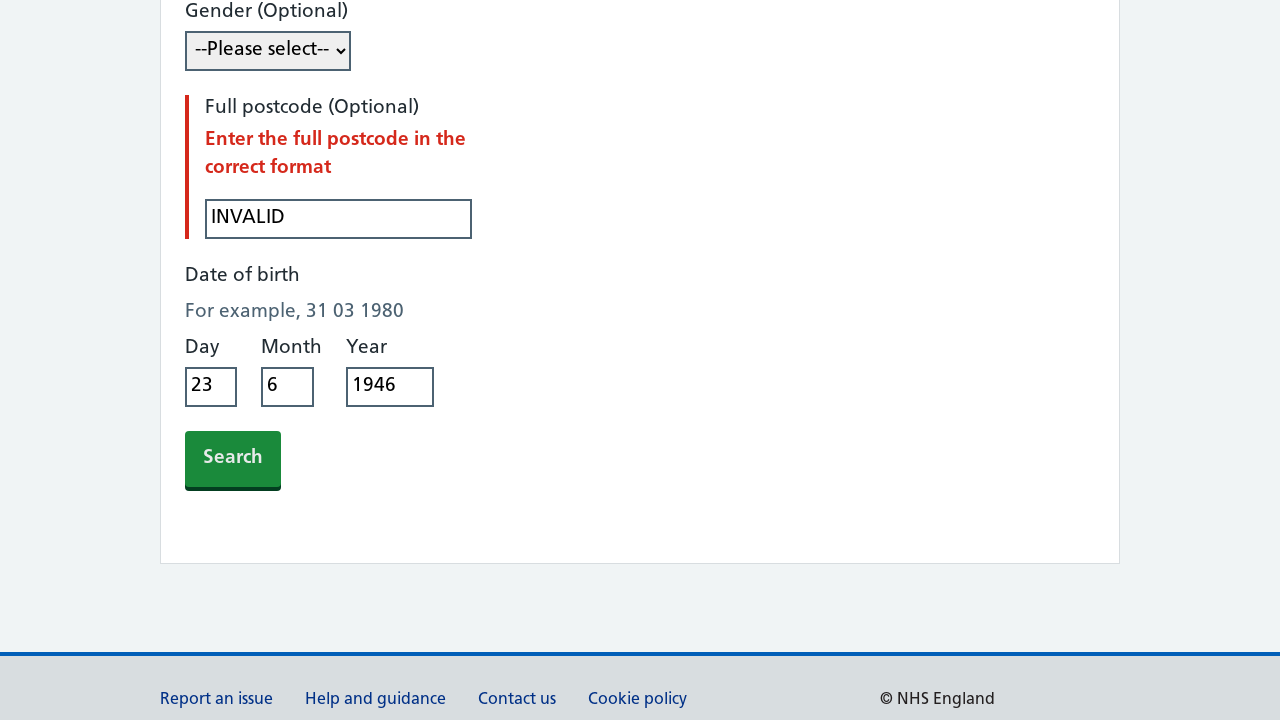 Gender (Optional)
--Please select--
Full postcode (Optional)
Enter the full postcode in the
correct format
INVALID
Date of birth
For example, 31 03 1980
Day Month Year
23 6 1946
Search
Report an issue Help and guidance Contact us Cookie policy © NHS England